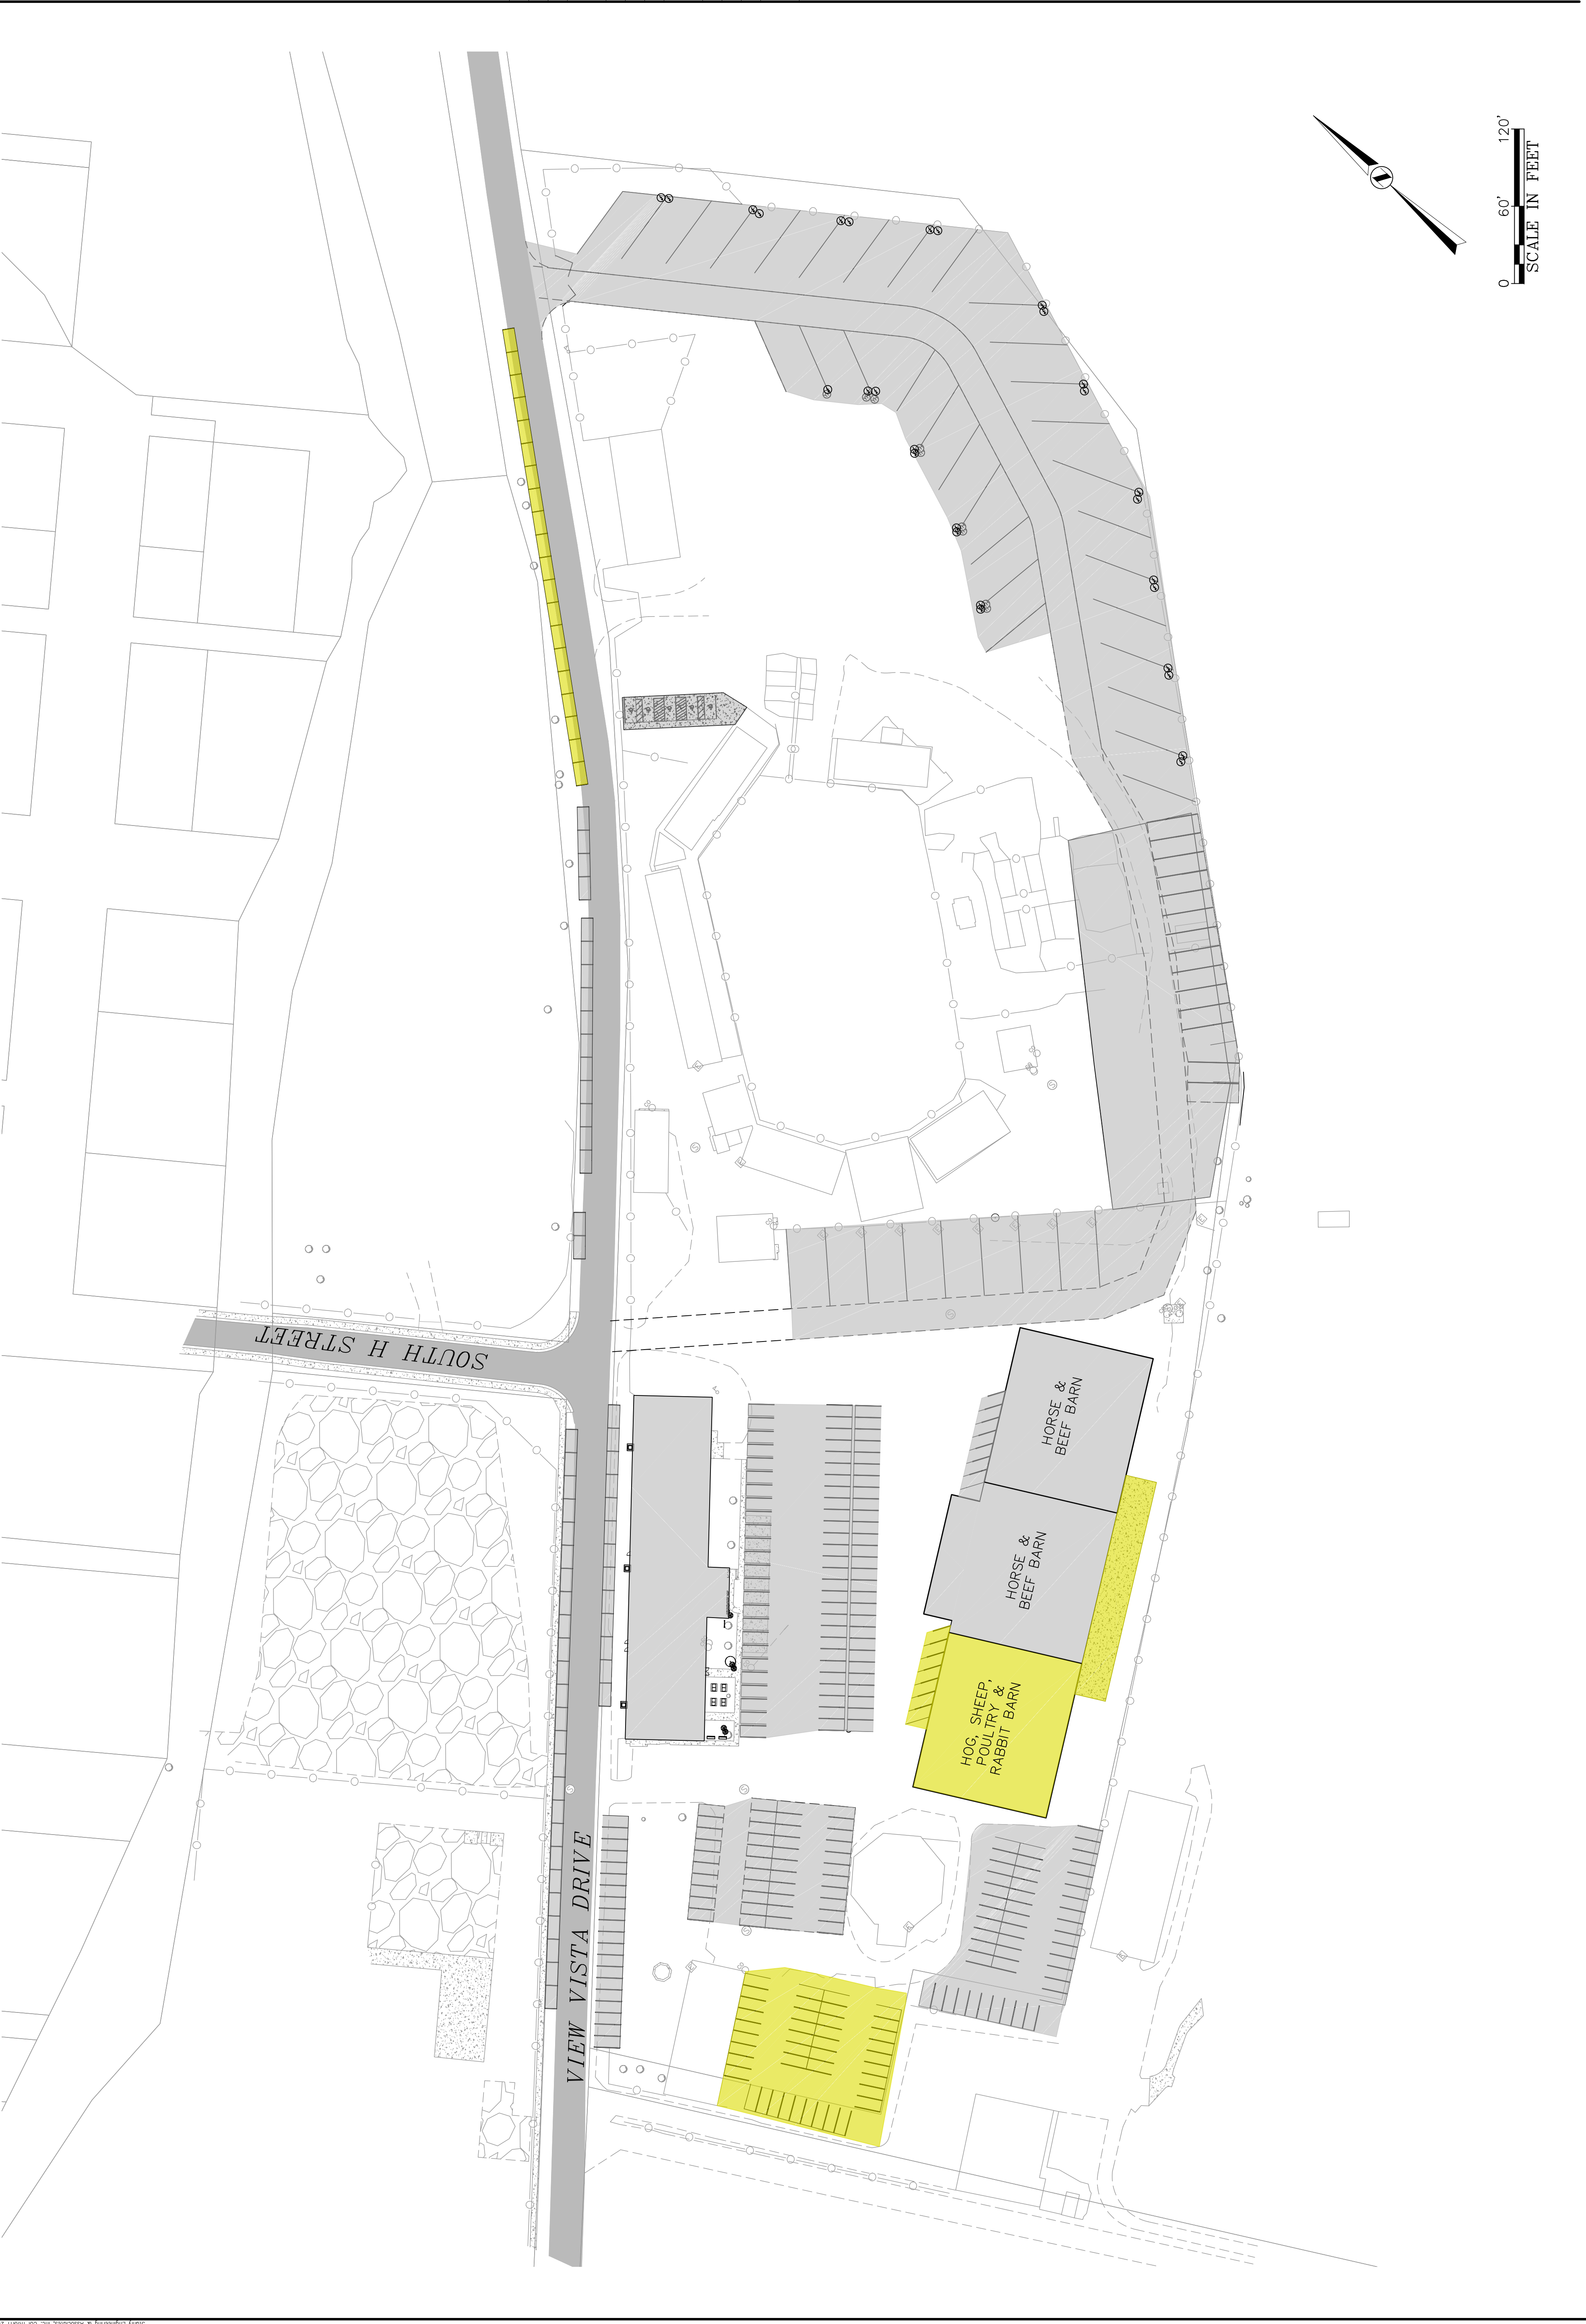 0 60' 120'
SCALE IN FEET
SOUTH H STREET
HORSE &
BEEF BARN
HORSE &
BEEF BARN
HOG, SHEEP,
POULTRY &
RABBIT BARN
VIEW VISTA DRIVE